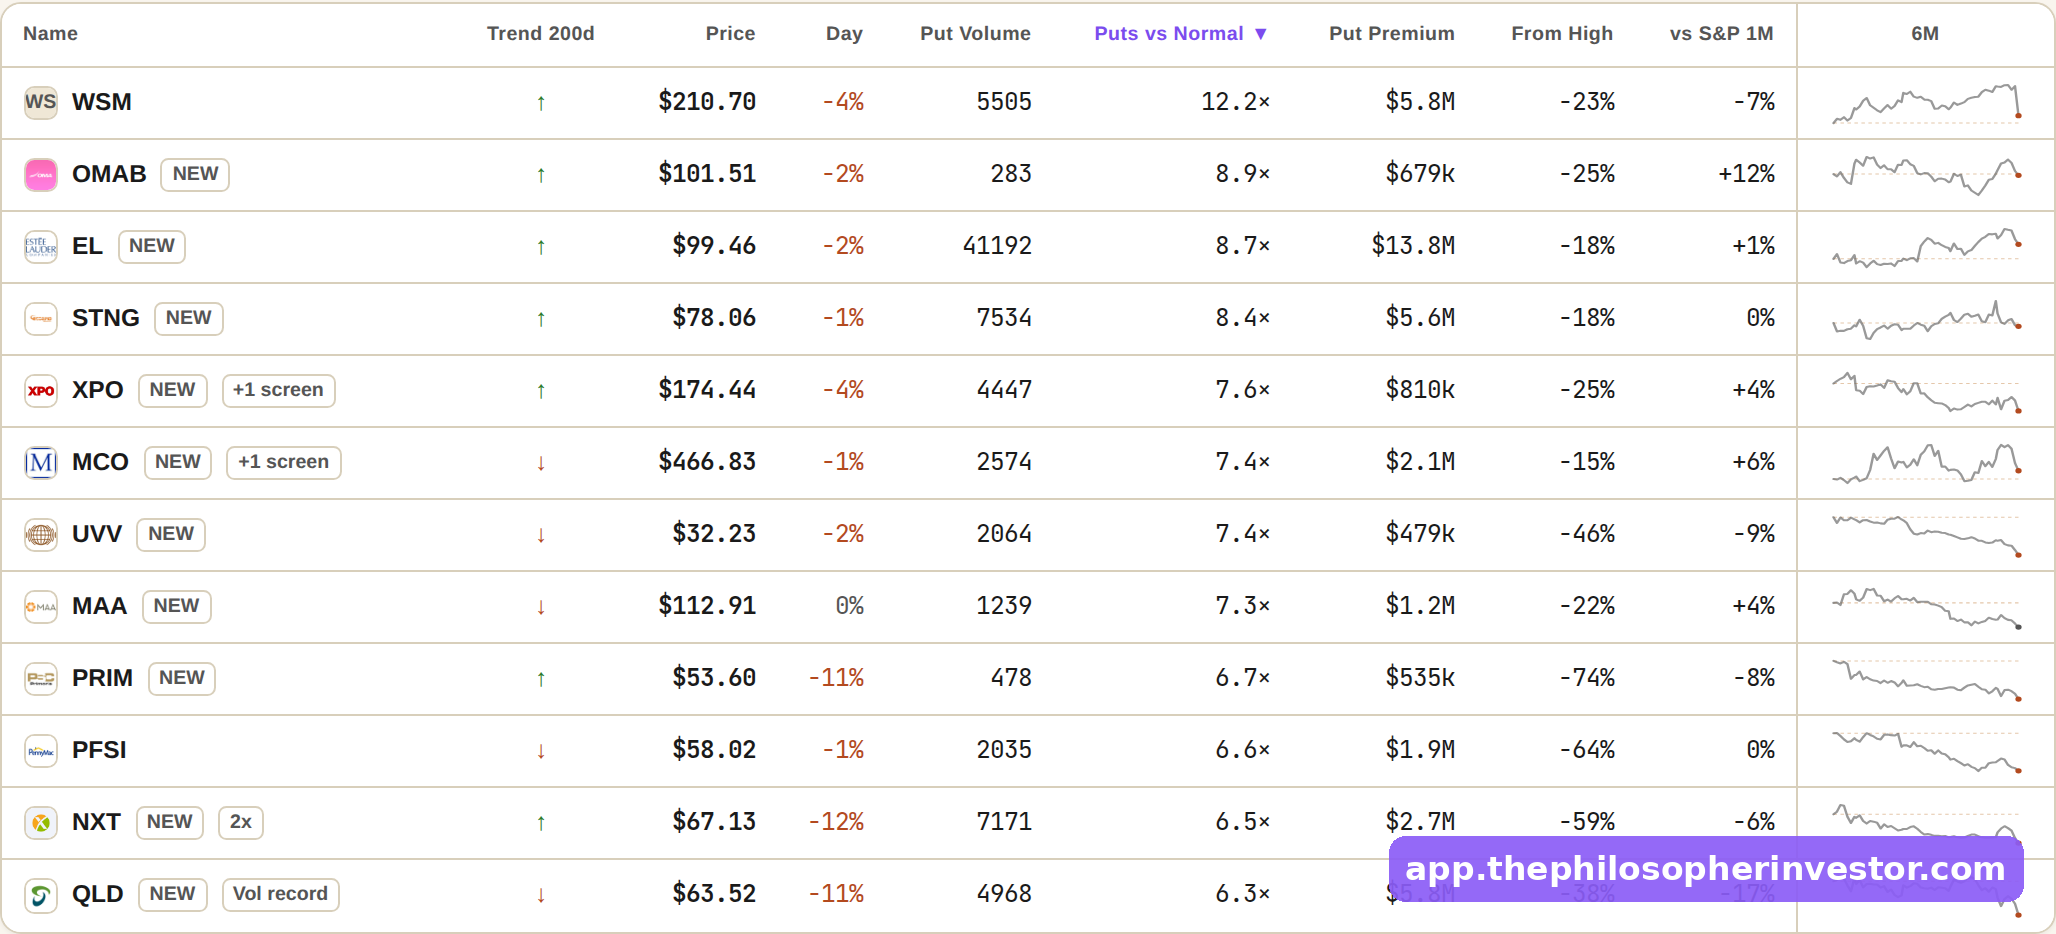 Name Trend 200d Price Day Put Volume Puts vs Normal ▼ Put Premium From High vs S&P 1M 6M
WS WSM ↑ $210.70 -4% 5505 12.2× $5.8M -23% -7%
OMAB NEW ↑ $101.51 -2% 283 8.9× $679k -25% +12%
ESTĒE LAUDER EL NEW ↑ $99.46 -2% 41192 8.7× $13.8M -18% +1%
STNG NEW ↑ $78.06 -1% 7534 8.4× $5.6M -18% 0%
XPO XPO NEW +1 screen ↑ $174.44 -4% 4447 7.6× $810k -25% +4%
M MCO NEW +1 screen ↓ $466.83 -1% 2574 7.4× $2.1M -15% +6%
UVV NEW ↓ $32.23 -2% 2064 7.4× $479k -46% -9%
MAA MAA NEW ↓ $112.91 0% 1239 7.3× $1.2M -22% +4%
PRIM NEW ↑ $53.60 -11% 478 6.7× $535k -74% -8%
PennyMac PFSI ↓ $58.02 -1% 2035 6.6× $1.9M -64% 0%
X NXT NEW 2x ↑ $67.13 -12% 7171 6.5× $2.7M -59% -6%
app.thephilosopherinvestor.com
QLD NEW Vol record ↓ $63.52 -11% 4968 6.3× $5.8M -38% -17%